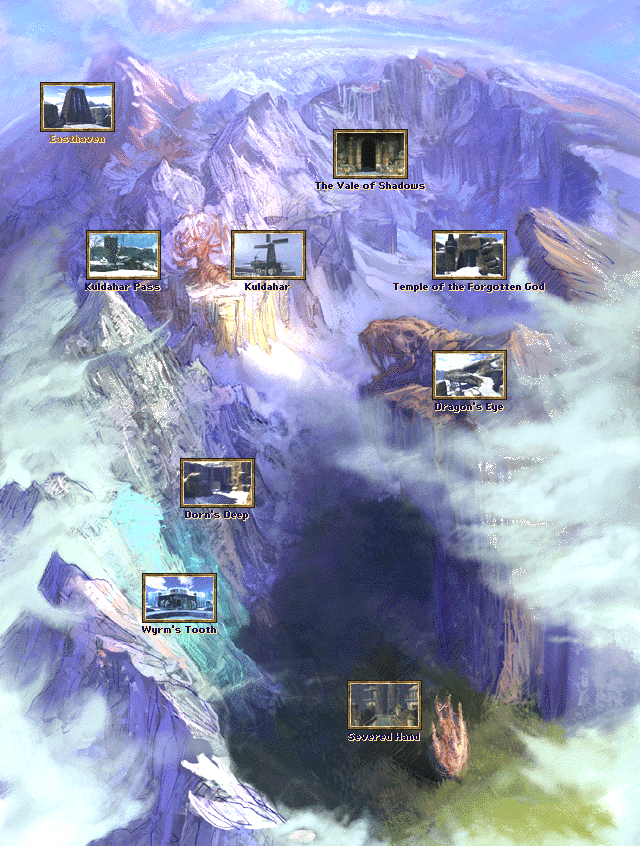 Easthaven
The Vale of Shadows
Kuldahar Pass
Kuldahar
Temple of the Forgotten God
Dragon's Eye
Dorn's Deep
Wyrm's Tooth
Severed Hand